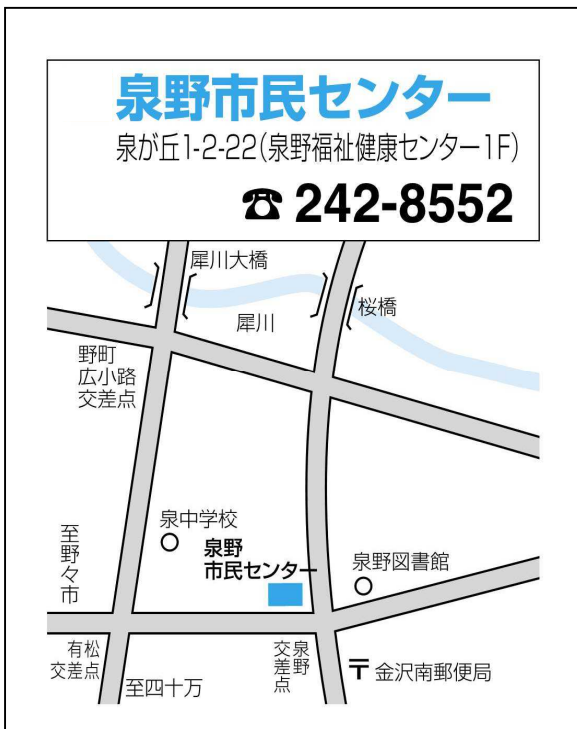 泉野市民センター
泉が丘1-2-22(泉野福祉健康センター1F)
☎ 242-8552
犀川大橋
犀川
桜橋
野町
広小路
交差点
泉中学校
泉野
市民センター
泉野図書館
至野々市
有松
交差点
至四十万
泉野
交差点
〒 金沢南郵便局